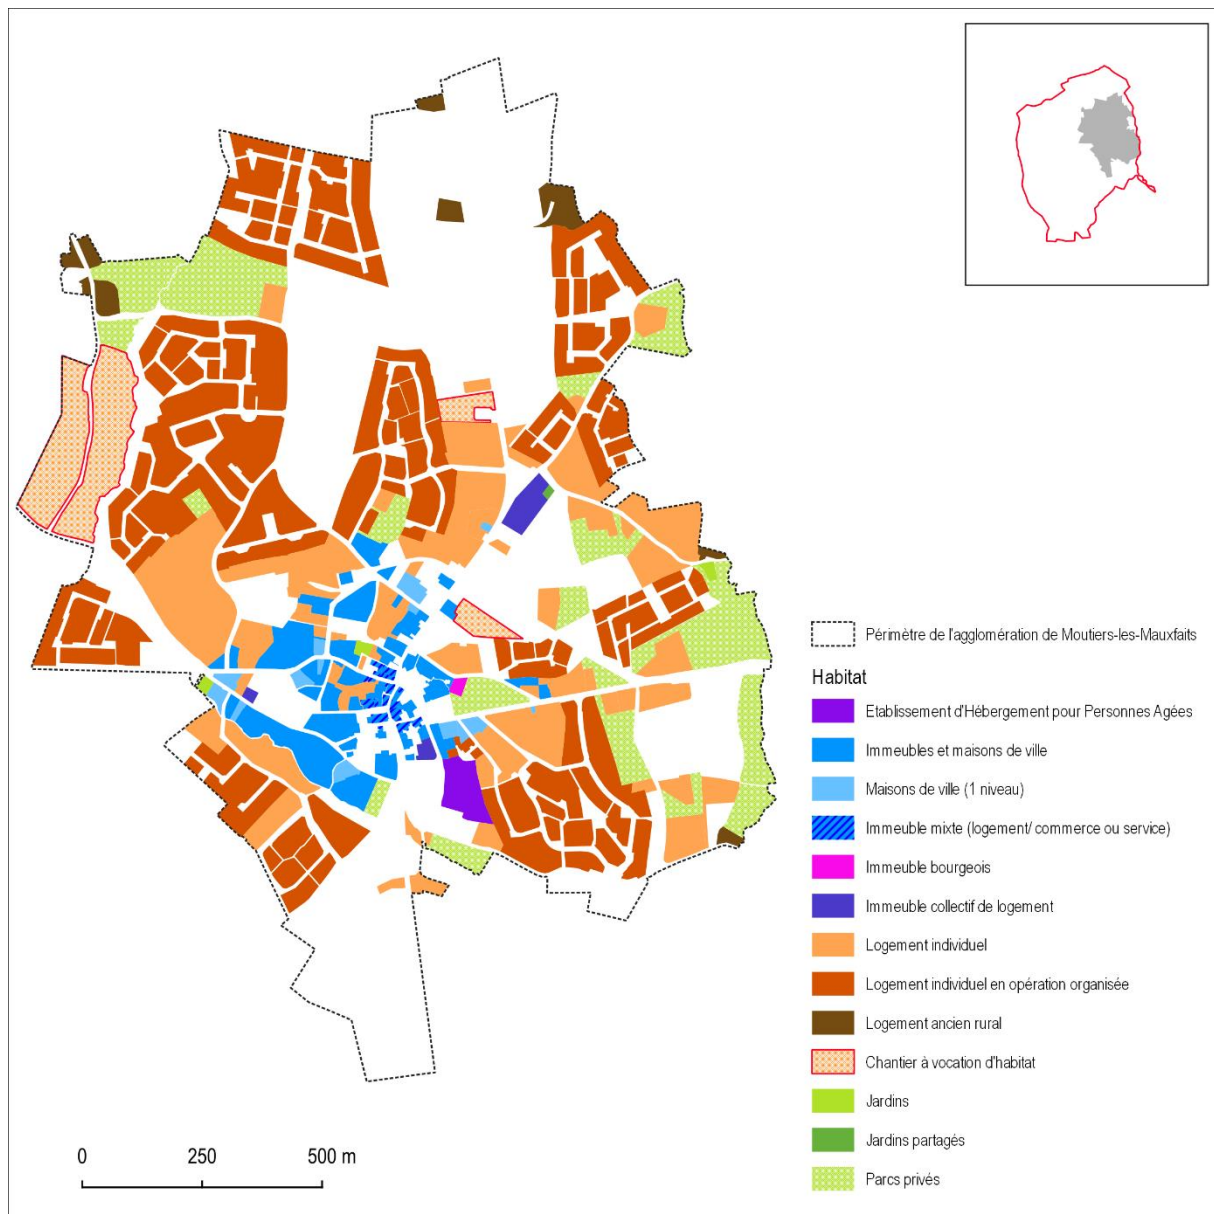 Périmètre de l'agglomération de Moutiers-les-Mauxfaits
Habitat
Etablissement d'Hébergement pour Personnes Agées
Immeubles et maisons de ville
Maisons de ville (1 niveau)
Immeuble mixte (logement/ commerce ou service)
Immeuble bourgeois
Immeuble collectif de logement
Logement individuel
Logement individuel en opération organisée
Logement ancien rural
Chantier à vocation d'habitat
Jardins
Jardins partagés
Parcs privés
0 250 500 m